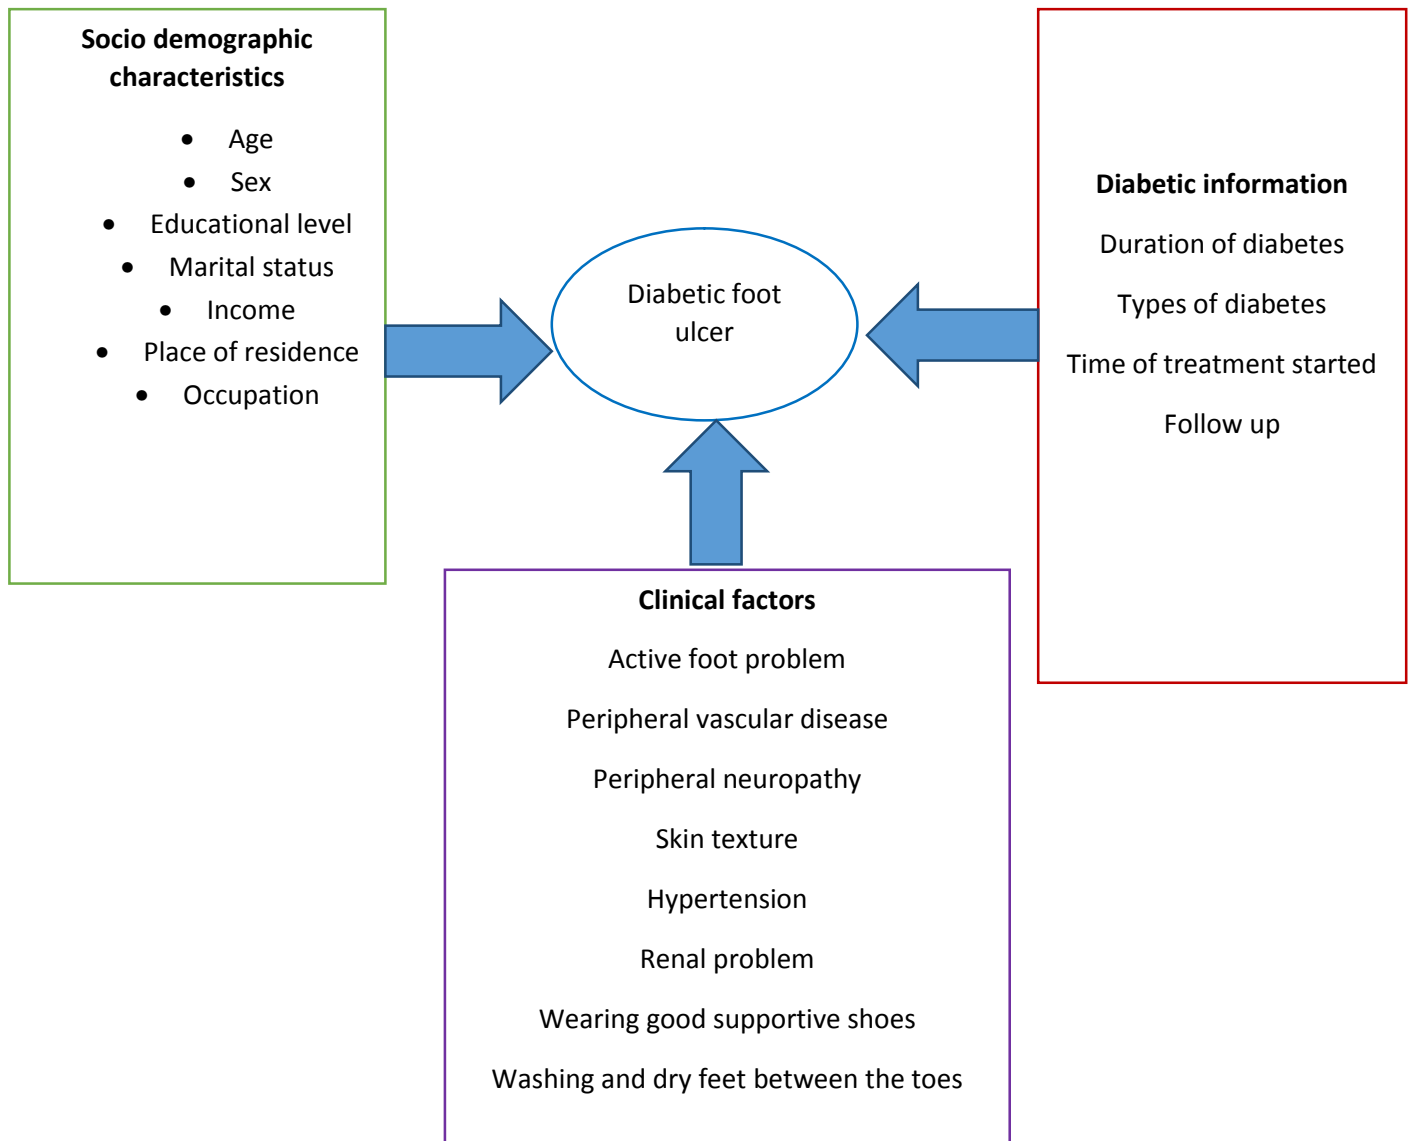 Socio demographic
characteristics
• Age
• Sex
• Educational level
• Marital status
• Income
• Place of residence
• Occupation
Diabetic foot
ulcer
Diabetic information
Duration of diabetes
Types of diabetes
Time of treatment started
Follow up
Clinical factors
Active foot problem
Peripheral vascular disease
Peripheral neuropathy
Skin texture
Hypertension
Renal problem
Wearing good supportive shoes
Washing and dry feet between the toes